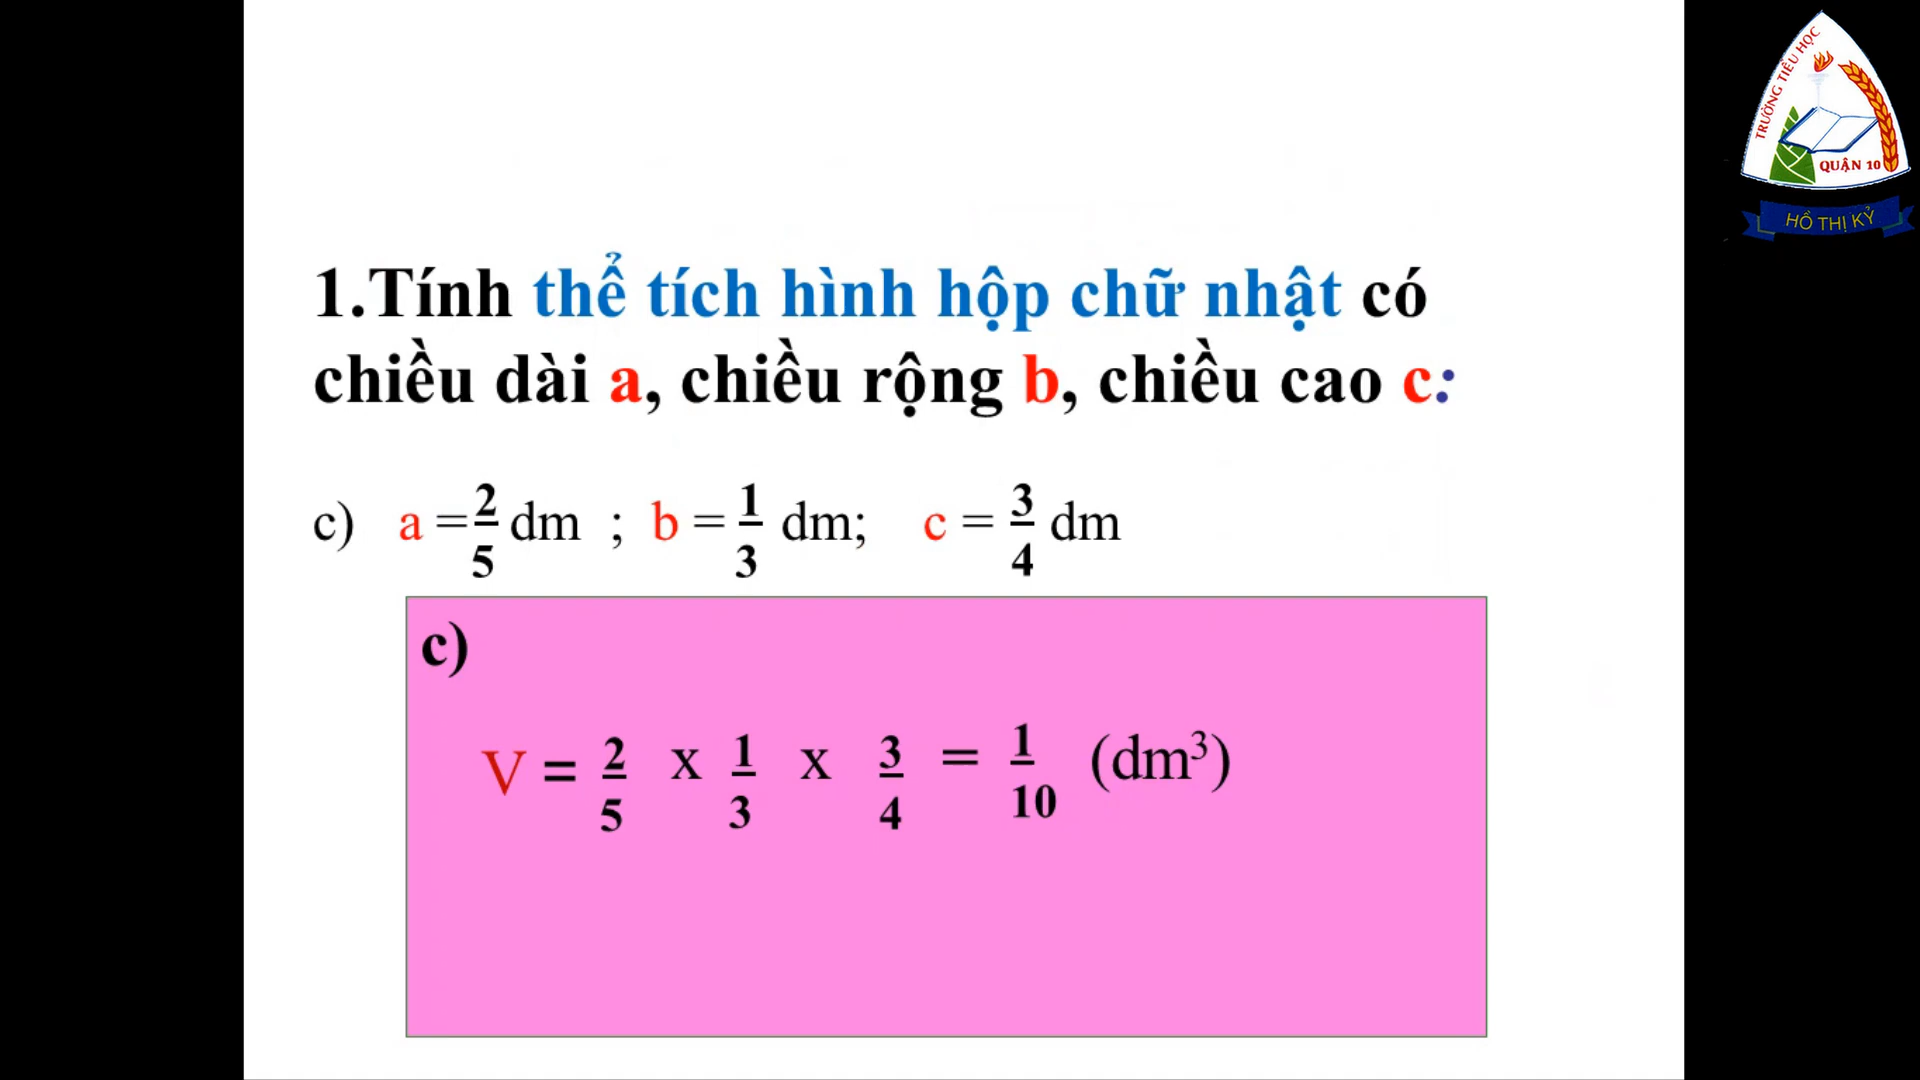 TRƯỜNG TIỂU HỌC
QUẬN 10
HỒ THỊ KỶ
1.Tính thể tích hình hộp chữ nhật có
chiều dài a, chiều rộng b, chiều cao c:
c) a = 2/5 dm ; b = 1/3 dm; c = 3/4 dm
c)
V = 2/5 x 1/3 x 3/4 = 1/10 (dm³)